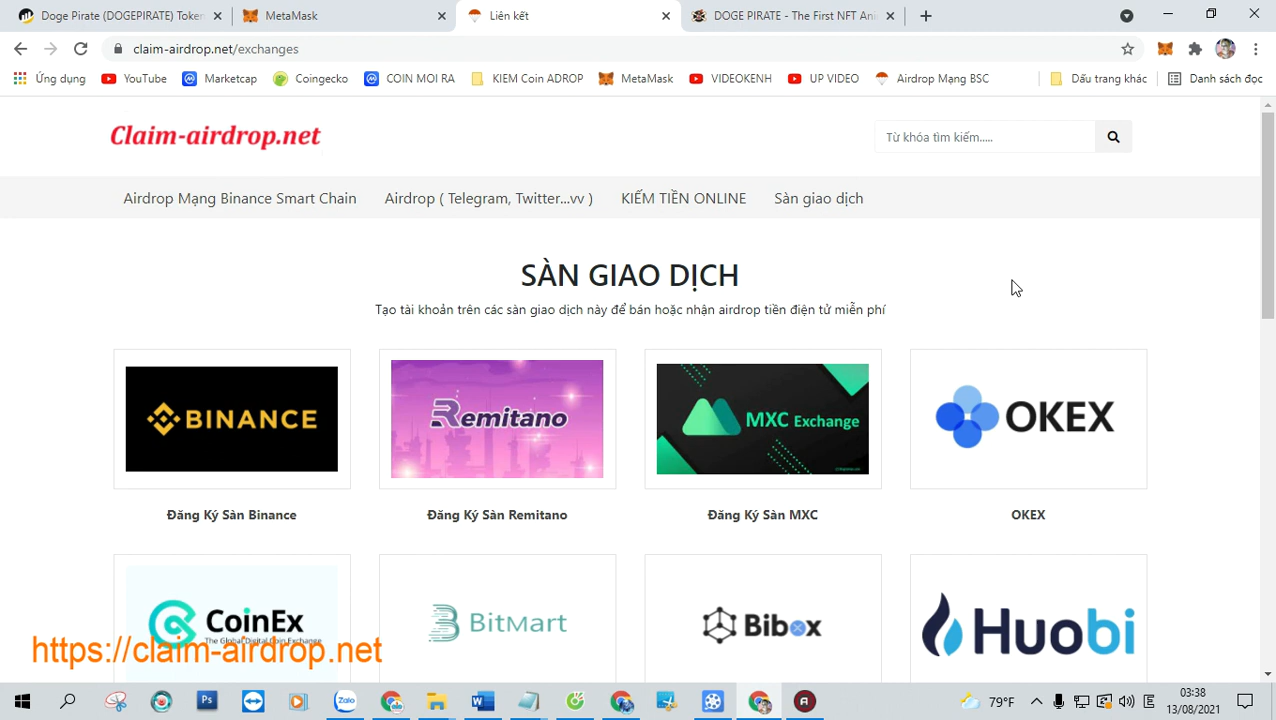 Doge Pirate (DOGEPIRATE) Token
MetaMask
Liên kết
DOGE PIRATE - The First NFT Ani
claim-airdrop.net/exchanges
Ứng dụng
YouTube
Marketcap
Coingecko
COIN MOI RA
KIEM Coin ADROP
MetaMask
VIDEOKENH
UP VIDEO
Airdrop Mạng BSC
Dấu trang khác
Danh sách đọc
Claim-airdrop.net
Từ khóa tìm kiếm.....
Airdrop Mạng Binance Smart Chain
Airdrop ( Telegram, Twitter...vv )
KIẾM TIỀN ONLINE
Sàn giao dịch
SÀN GIAO DỊCH
Tạo tài khoản trên các sàn giao dịch này để bán hoặc nhận airdrop tiền điện tử miễn phí
BINANCE
Remitano
MXC Exchange
OKEX
Đăng Ký Sàn Binance
Đăng Ký Sàn Remitano
Đăng Ký Sàn MXC
OKEX
CoinEx
The Global Digital Coin Exchange
BITMART
Bibox
Huobi
https://claim-airdrop.net
Ps
Zalo
79°F
03:38
13/08/2021